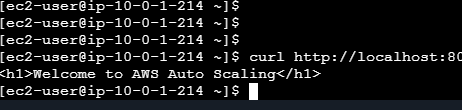 [ec2-user@ip-10-0-1-214 ~]$
[ec2-user@ip-10-0-1-214 ~]$
[ec2-user@ip-10-0-1-214 ~]$
[ec2-user@ip-10-0-1-214 ~]$ curl http://localhost:80
<h1>Welcome to AWS Auto Scaling</h1>
[ec2-user@ip-10-0-1-214 ~]$